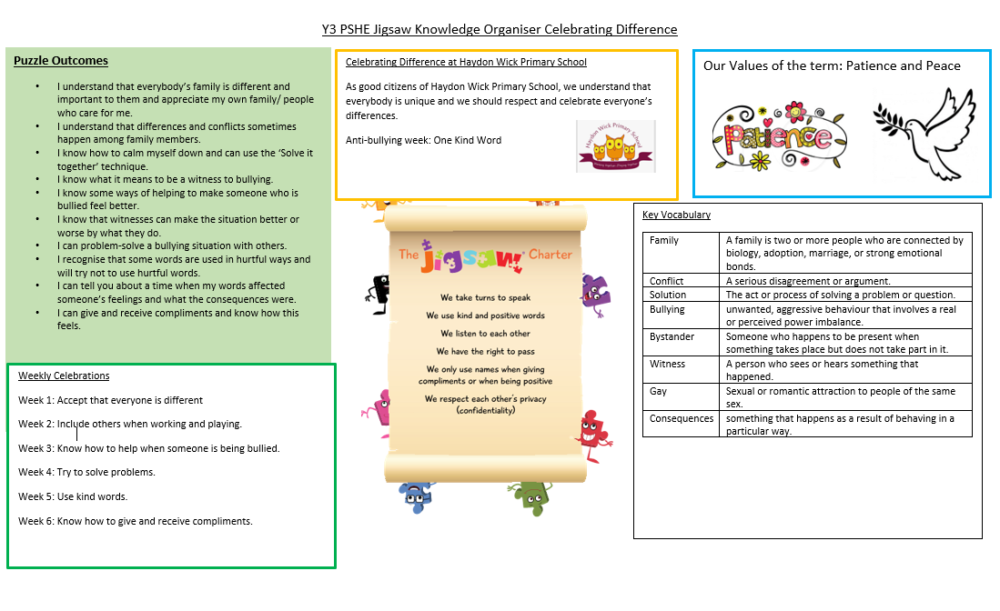 Y3 PSHE Jigsaw Knowledge Organiser Celebrating Difference
Puzzle Outcomes
• I understand that everybody’s family is different and
important to them and appreciate my own family/ people
who care for me.
• I understand that differences and conflicts sometimes
happen among family members.
• I know how to calm myself down and can use the ‘Solve it
together’ technique.
• I know what it means to be a witness to bullying.
• I know some ways of helping to make someone who is
bullied feel better.
• I know that witnesses can make the situation better or
worse by what they do.
• I can problem-solve a bullying situation with others.
• I recognise that some words are used in hurtful ways and
will try not to use hurtful words.
• I can tell you about a time when my words affected
someone’s feelings and what the consequences were.
• I can give and receive compliments and know how this
feels.
Weekly Celebrations
Week 1: Accept that everyone is different
Week 2: Include others when working and playing.
Week 3: Know how to help when someone is being bullied.
Week 4: Try to solve problems.
Week 5: Use kind words.
Week 6: Know how to give and receive compliments.
Celebrating Difference at Haydon Wick Primary School
As good citizens of Haydon Wick Primary School, we understand that
everybody is unique and we should respect and celebrate everyone’s
differences.
Anti-bullying week: One Kind Word
Haydon Wick Primary School
The Jigsaw Charter
We take turns to speak
We use kind and positive words
We listen to each other
We have the right to pass
We only use names when giving
compliments or when being positive
We respect each other's privacy
(confidentiality)
Our Values of the term: Patience and Peace
Patience
Key Vocabulary
Family A family is two or more people who are connected by
biology, adoption, marriage, or strong emotional
bonds.
Conflict A serious disagreement or argument.
Solution The act or process of solving a problem or question.
Bullying unwanted, aggressive behaviour that involves a real
or perceived power imbalance.
Bystander Someone who happens to be present when
something takes place but does not take part in it.
Witness A person who sees or hears something that
happened.
Gay Sexual or romantic attraction to people of the same
sex.
Consequences something that happens as a result of behaving in a
particular way.